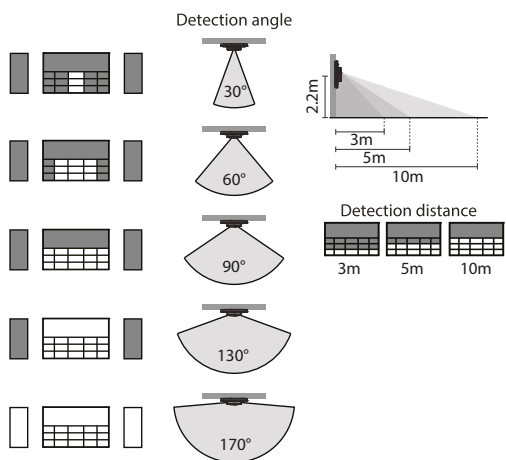 Detection angle
30°
60°
90°
130°
170°
2.2m
3m
5m
10m
Detection distance
3m
5m
10m